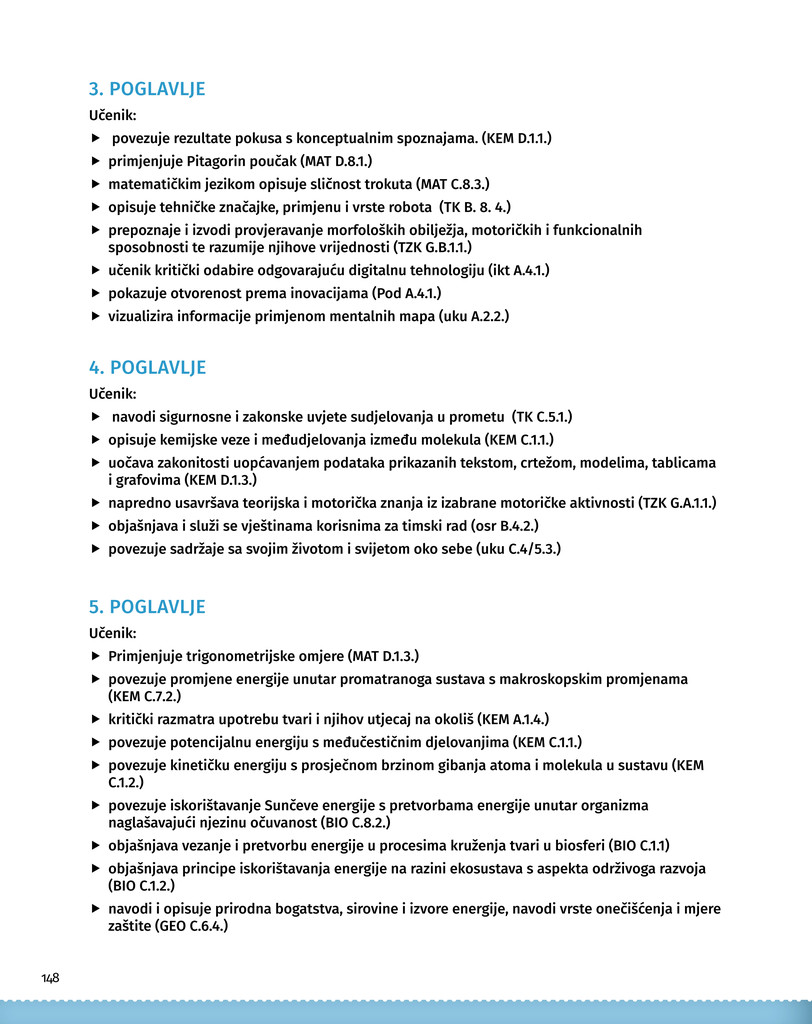 3. POGLAVLJE
Učenik:
▶ povezuje rezultate pokusa s konceptualnim spoznajama. (KEM D.1.1.)
▶ primjenjuje Pitagorin poučak (MAT D.8.1.)
▶ matematičkim jezikom opisuje sličnost trokuta (MAT C.8.3.)
▶ opisuje tehničke značajke, primjenu i vrste robota (TK B. 8. 4.)
▶ prepoznaje i izvodi provjeravanje morfoloških obilježja, motoričkih i funkcionalnih
sposobnosti te razumije njihove vrijednosti (TZK G.B.1.1.)
▶ učenik kritički odabire odgovarajuću digitalnu tehnologiju (ikt A.4.1.)
▶ pokazuje otvorenost prema inovacijama (Pod A.4.1.)
▶ vizualizira informacije primjenom mentalnih mapa (uku A.2.2.)
4. POGLAVLJE
Učenik:
▶ navodi sigurnosne i zakonske uvjete sudjelovanja u prometu (TK C.5.1.)
▶ opisuje kemijske veze i međudjelovanja između molekula (KEM C.1.1.)
▶ uočava zakonitosti uopćavanjem podataka prikazanih tekstom, crtežom, modelima, tablicama
i grafovima (KEM D.1.3.)
▶ napredno usavršava teorijska i motorička znanja iz izabrane motoričke aktivnosti (TZK G.A.1.1.)
▶ objašnjava i služi se vještinama korisnima za timski rad (osr B.4.2.)
▶ povezuje sadržaje sa svojim životom i svijetom oko sebe (uku C.4/5.3.)
5. POGLAVLJE
Učenik:
▶ Primjenjuje trigonometrijske omjere (MAT D.1.3.)
▶ povezuje promjene energije unutar promatranoga sustava s makroskopskim promjenama
(KEM C.7.2.)
▶ kritički razmatra upotrebu tvari i njihov utjecaj na okoliš (KEM A.1.4.)
▶ povezuje potencijalnu energiju s međučestičnim djelovanjima (KEM C.1.1.)
▶ povezuje kinetičku energiju s prosječnom brzinom gibanja atoma i molekula u sustavu (KEM
C.1.2.)
▶ povezuje iskorištavanje Sunčeve energije s pretvorbama energije unutar organizma
naglašavajući njezinu očuvanost (BIO C.8.2.)
▶ objašnjava vezanje i pretvorbu energije u procesima kruženja tvari u biosferi (BIO C.1.1)
▶ objašnjava principe iskorištavanja energije na razini ekosustava s aspekta održivoga razvoja
(BIO C.1.2.)
▶ navodi i opisuje prirodna bogatstva, sirovine i izvore energije, navodi vrste onečišćenja i mjere
zaštite (GEO C.6.4.)
148